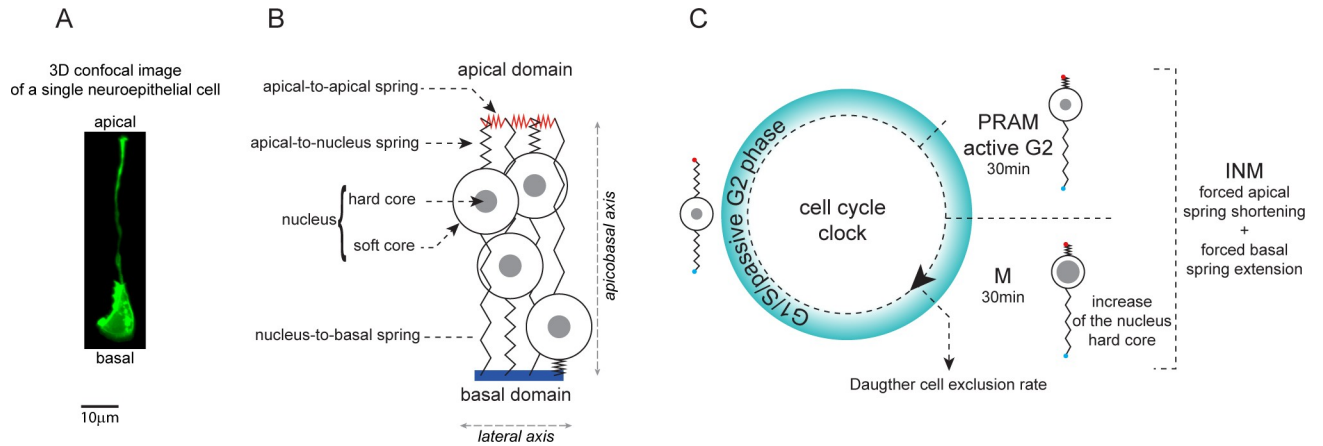 A
3D confocal image
of a single neuroepithelial cell
apical
basal
10μm
B
apical domain
apical-to-apical spring
apical-to-nucleus spring
nucleus
hard core
soft core
nucleus-to-basal spring
basal domain
apicobasal axis
lateral axis
C
G1/S/passive G2 phase
cell cycle
clock
PRAM
active G2
30min
M
30min
increase
of the nucleus
hard core
INM
forced apical
spring shortening
+
forced basal
spring extension
Daugther cell exclusion rate